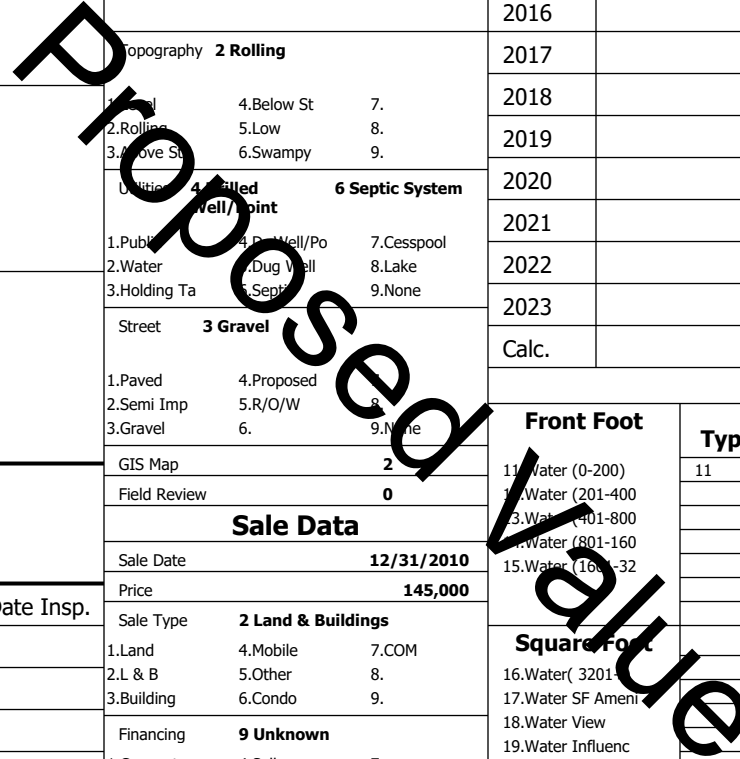 Topography 2 Rolling
1.Level 4.Below St 7.
2.Rolling 5.Low 8.
3.Above St 6.Swampy 9.
Utilities 4 Drilled Well/Point 6 Septic System
1.Public 4.Dr Well/Po 7.Cesspool
2.Water 5.Dug Well 8.Lake
3.Holding Ta 6.Septic 9.None
Street 3 Gravel
1.Paved 4.Proposed 7.
2.Semi Imp 5.R/O/W 8.
3.Gravel 6. 9.None
GIS Map 2
Field Review 0
Sale Data
Sale Date 12/31/2010
Price 145,000
Sale Type 2 Land & Buildings
1.Land 4.Mobile 7.COM
2.L & B 5.Other 8.
3.Building 6.Condo 9.
Financing 9 Unknown
Date Insp.
2016
2017
2018
2019
2020
2021
2022
2023
Calc.
Front Foot
11.Water (0-200)
12.Water (201-400
13.Water (401-800
14.Water (801-160
15.Water (1601-32
Square Foot
16.Water( 3201-
17.Water SF Ameni
18.Water View
19.Water Influenc
Typ
11
Proposed Value